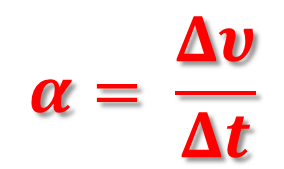 α = Δυ / Δt